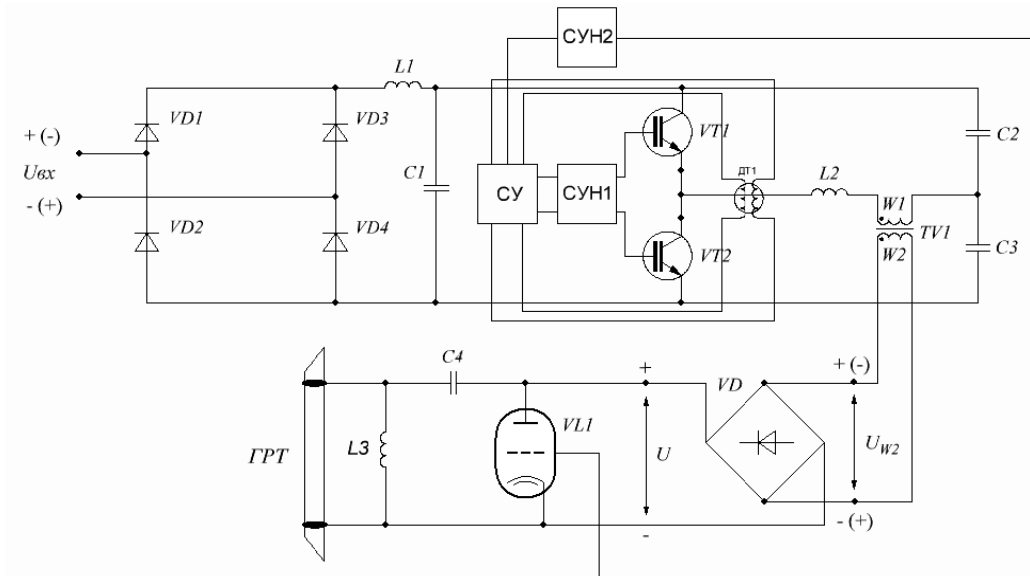 СУН2
L1
VD1
VD3
VT1
C2
+ (-)
ДТ1
L2
Uвх
C1
СУ
СУН1
W1
- (+)
TV1
W2
VD2
VD4
VT2
C3
C4
+
VD
+ (-)
VL1
L3
ГРТ
U
UW2
-
- (+)